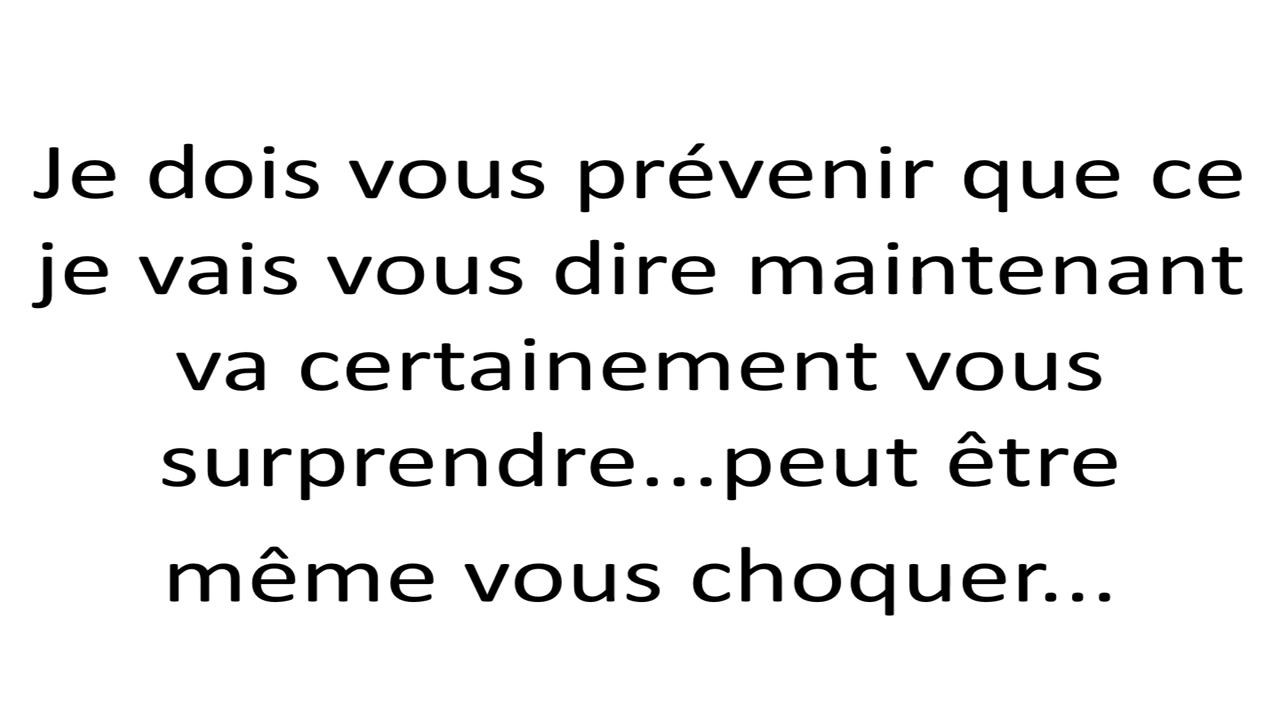 Je dois vous prévenir que ce
je vais vous dire maintenant
va certainement vous
surprendre...peut être
même vous choquer...